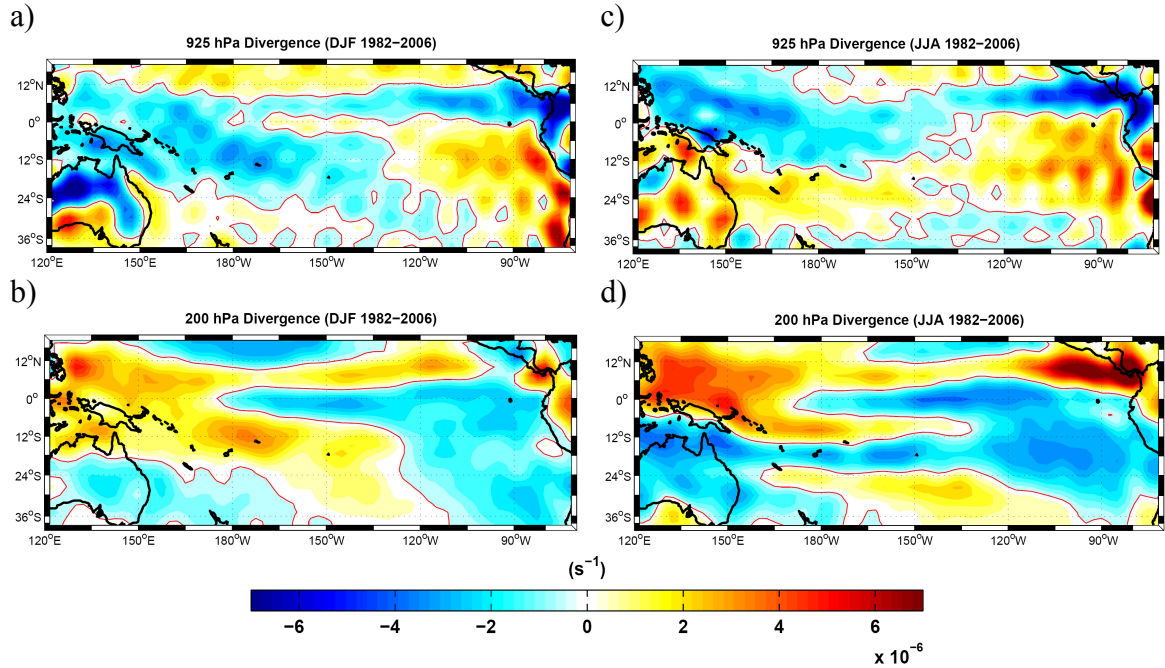 a)
925 hPa Divergence (DJF 1982−2006)
12°N
0°
12°S
24°S
36°S
120°E 150°E 180°W 150°W 120°W 90°W
c)
925 hPa Divergence (JJA 1982−2006)
12°N
0°
12°S
24°S
36°S
120°E 150°E 180°W 150°W 120°W 90°W
b)
200 hPa Divergence (DJF 1982−2006)
12°N
0°
12°S
24°S
36°S
120°E 150°E 180°W 150°W 120°W 90°W
d)
200 hPa Divergence (JJA 1982−2006)
12°N
0°
12°S
24°S
36°S
120°E 150°E 180°W 150°W 120°W 90°W
(s⁻¹)
−6 −4 −2 0 2 4 6
x 10⁻⁶